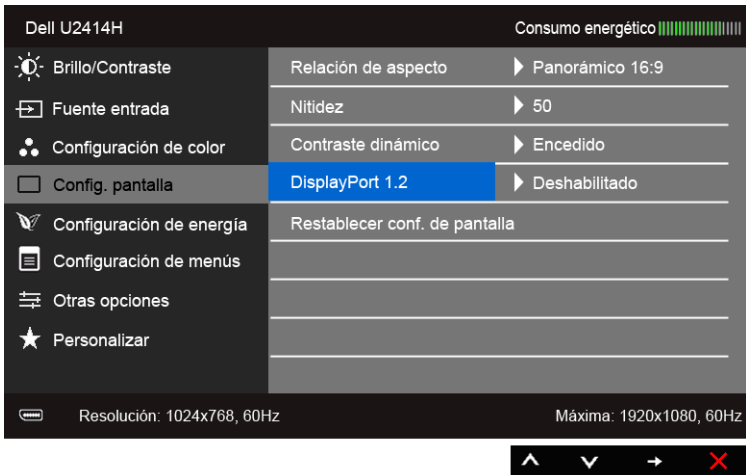 Dell U2414H Consumo energético
Brillo/Contraste Relación de aspecto Panorámico 16:9
Fuente entrada Nitidez 50
Configuración de color Contraste dinámico Encedido
Config. pantalla DisplayPort 1.2 Deshabilitado
Configuración de energía Restablecer conf. de pantalla
Configuración de menús
Otras opciones
Personalizar
Resolución: 1024x768, 60Hz Máxima: 1920x1080, 60Hz